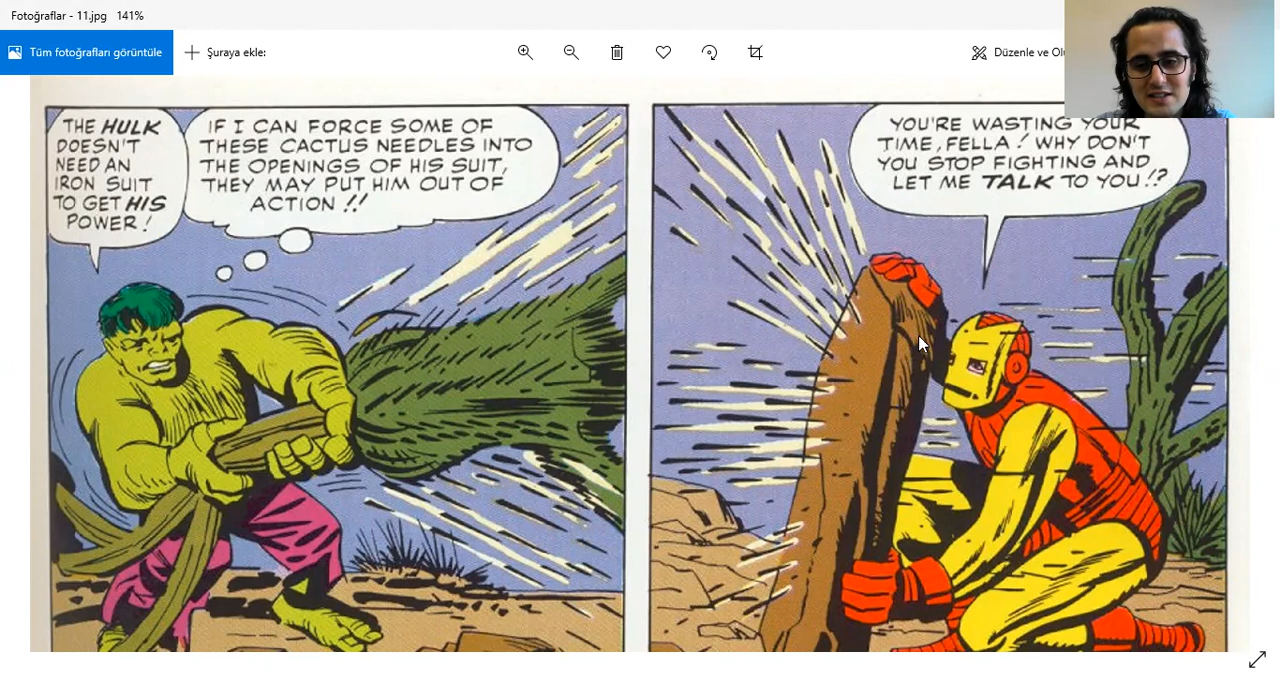 Fotoğraflar - 11.jpg 141%
Tüm fotoğrafları görüntüle
Şuraya ekle:
Düzenle ve Ol
THE HULK
DOESN'T
NEED AN
IRON SUIT
TO GET HIS
POWER!
IF I CAN FORCE SOME OF
THESE CACTUS NEEDLES INTO
THE OPENINGS OF HIS SUIT,
THEY MAY PUT HIM OUT OF
ACTION!!
YOU'RE WASTING YOUR
TIME, FELLA! WHY DON'T
YOU STOP FIGHTING AND
LET ME TALK TO YOU!?